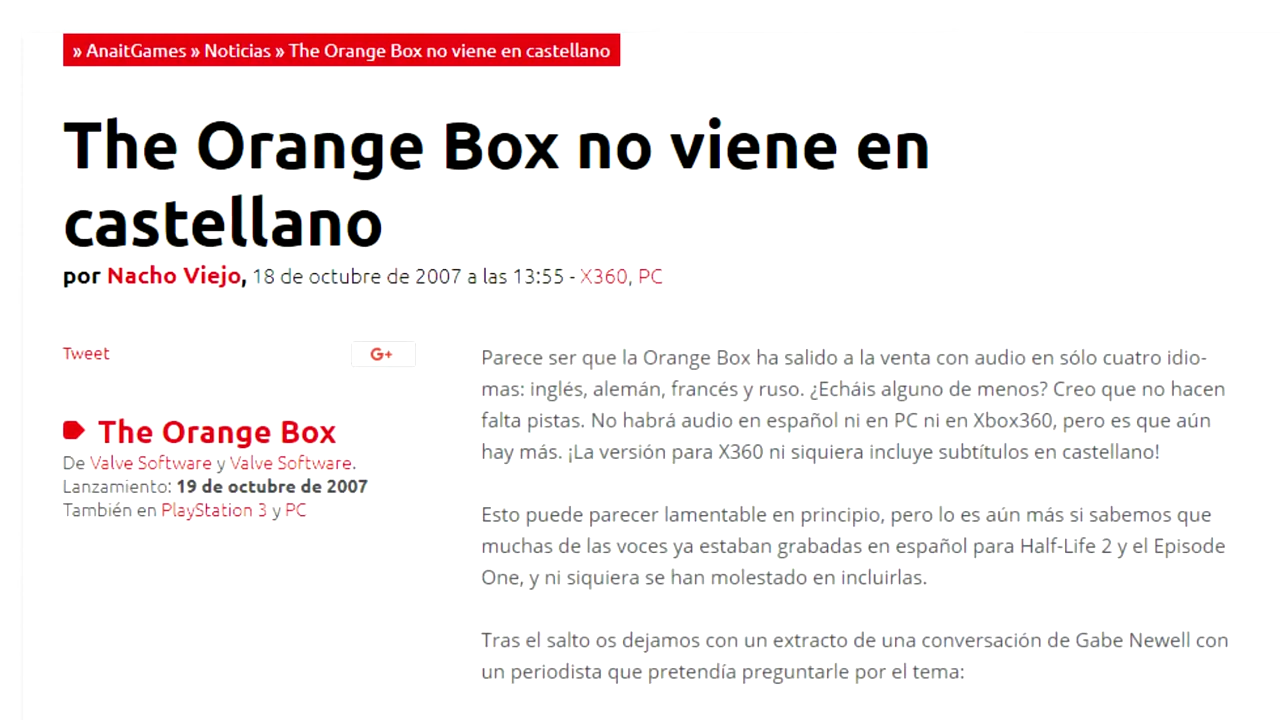 » AnaitGames » Noticias » The Orange Box no viene en castellano
The Orange Box no viene en
castellano
por Nacho Viejo, 18 de octubre de 2007 a las 13:55 - X360, PC
Tweet
G+
The Orange Box
De Valve Software y Valve Software.
Lanzamiento: 19 de octubre de 2007
También en PlayStation 3 y PC
Parece ser que la Orange Box ha salido a la venta con audio en sólo cuatro idio-
mas: inglés, alemán, francés y ruso. ¿Echáis alguno de menos? Creo que no hacen
falta pistas. No habrá audio en español ni en PC ni en Xbox360, pero es que aún
hay más. ¡La versión para X360 ni siquiera incluye subtítulos en castellano!
Esto puede parecer lamentable en principio, pero lo es aún más si sabemos que
muchas de las voces ya estaban grabadas en español para Half-Life 2 y el Episode
One, y ni siquiera se han molestado en incluirlas.
Tras el salto os dejamos con un extracto de una conversación de Gabe Newell con
un periodista que pretendía preguntarle por el tema: